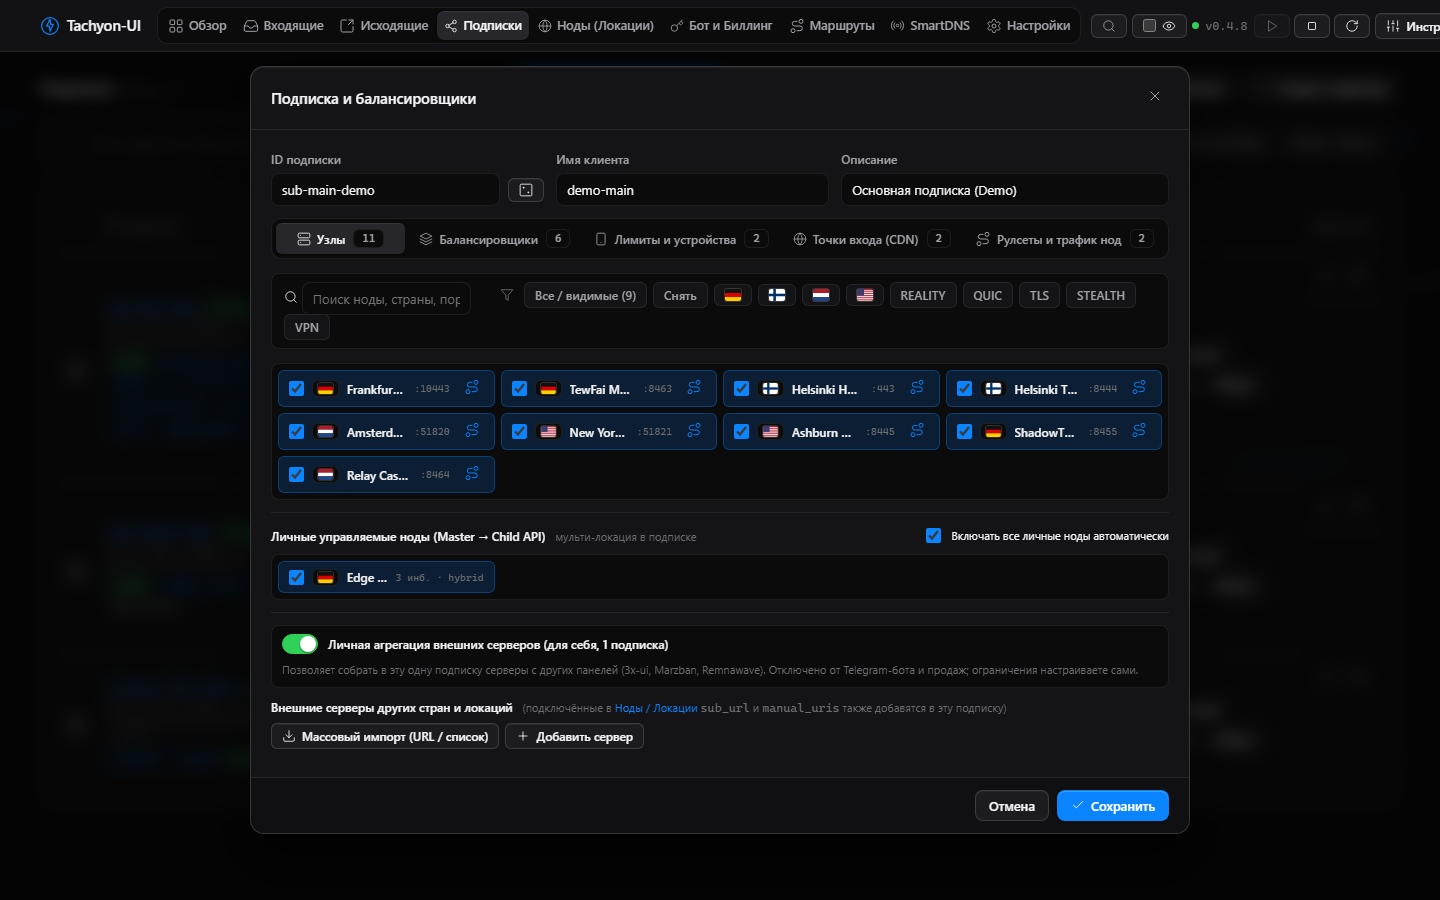 Tachyon-UI Обзор Входящие Исходящие Подписки Ноды (Локации) Бот и Биллинг Маршруты SmartDNS Настройки v0.4.8 Инстр
Подписка и балансировщики
ID подписки Имя клиента Описание
sub-main-demo demo-main Основная подписка (Demo)
Узлы 11 Балансировщики 6 Лимиты и устройства 2 Точки входа (CDN) 2 Рулсеты и трафик нод 2
Поиск ноды, страны, пор Все / видимые (9) Снять REALITY QUIC TLS STEALTH
VPN
Frankfur... :10443 TewFai M... :8463 Helsinki H... :443 Helsinki T... :8444
Amsterd... :51820 New Yor... :51821 Ashburn ... :8445 ShadowT... :8455
Relay Cas... :8464
Личные управляемые ноды (Master → Child API) мульти-локация в подписке Включать все личные ноды автоматически
Edge ... 3 инб. · hybrid
Личная агрегация внешних серверов (для себя, 1 подписка)
Позволяет собрать в эту одну подписку серверы с других панелей (3x-ui, Marzban, Remnawave). Отключено от Telegram-бота и продаж; ограничения настраиваете сами.
Внешние серверы других стран и локаций (подключённые в Ноды / Локации sub_url и manual_uris также добавятся в эту подписку)
Массовый импорт (URL / список) Добавить сервер
Отмена Сохранить